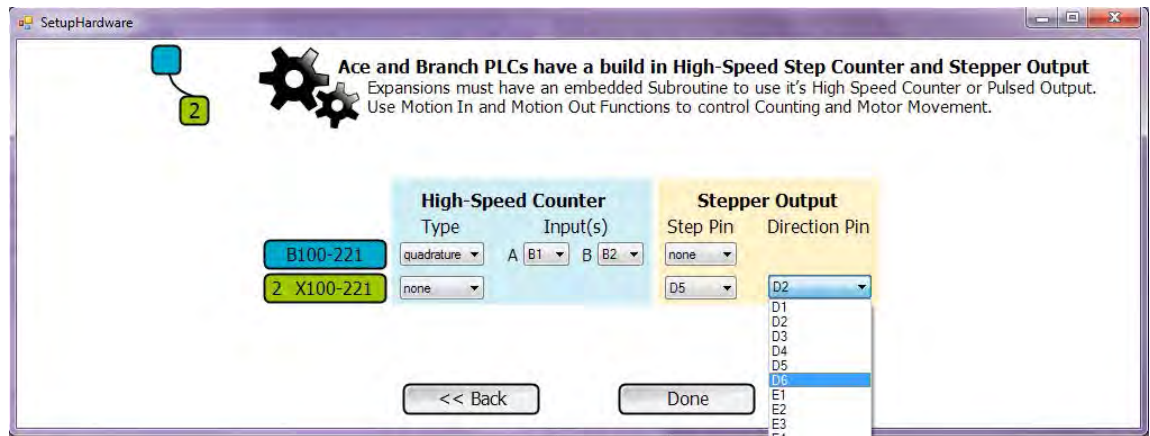 SetupHardware
2
Ace and Branch PLCs have a build in High-Speed Step Counter and Stepper Output
Expansions must have an embedded Subroutine to use it's High Speed Counter or Pulsed Output.
Use Motion In and Motion Out Functions to control Counting and Motor Movement.
High-Speed Counter Stepper Output
Type Input(s) Step Pin Direction Pin
B100-221 quadrature A B1 B B2 none
2 X100-221 none D5 D2
D1
D2
D3
D4
D5
D6
E1
E2
E3
<< Back Done